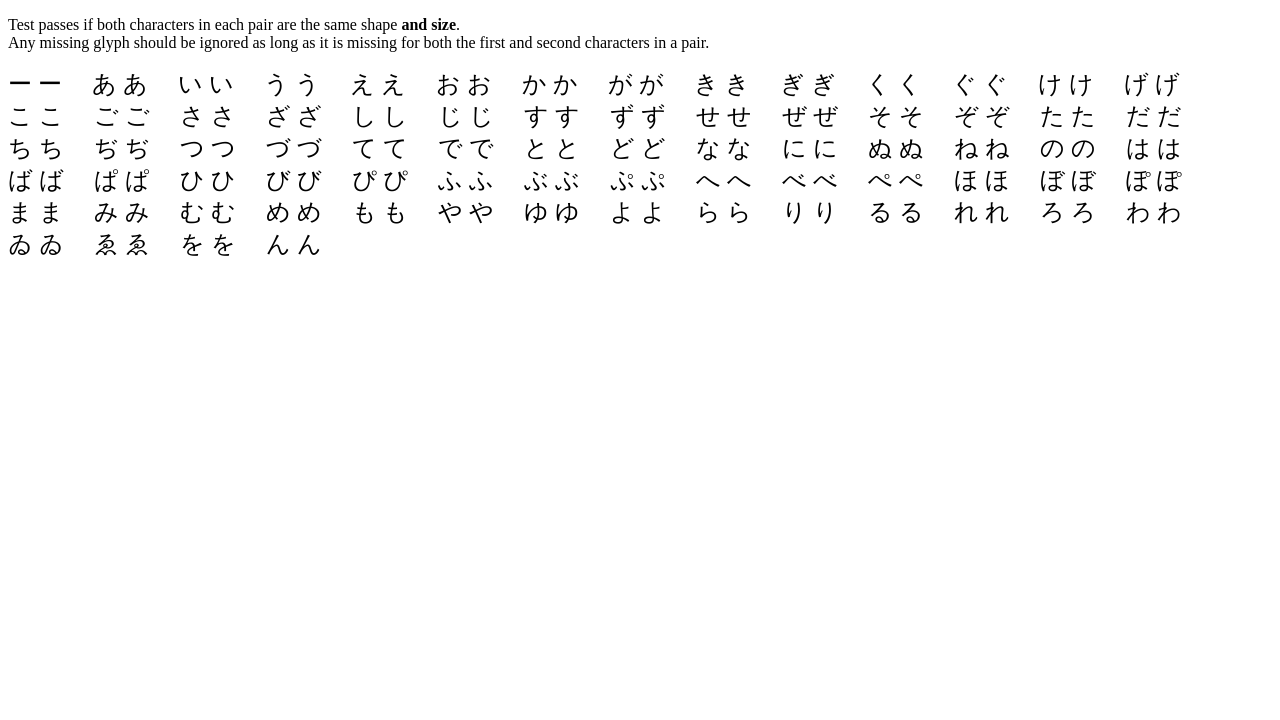 Test passes if both characters in each pair are the same shape and size.
Any missing glyph should be ignored as long as it is missing for both the first and second characters in a pair.
ー ー ああ いい うう ええ おお かか がが きき ぎぎ くく ぐぐ けけ げげ
ここ ごご ささ ざざ しし じじ すす ずず せせ ぜぜ そそ ぞぞ たた だだ
ちち ぢぢ つつ づづ てて でで とと どど なな にに ぬぬ ねね のの はは
ばば ぱぱ ひひ びび ぴぴ ふふ ぶぶ ぷぷ へへ べべ ぺぺ ほほ ぼぼ ぽぽ
まま みみ むむ めめ もも やや ゆゆ よよ らら りり るる れれ ろろ わわ
ゐゐ ゑゑ をを んん